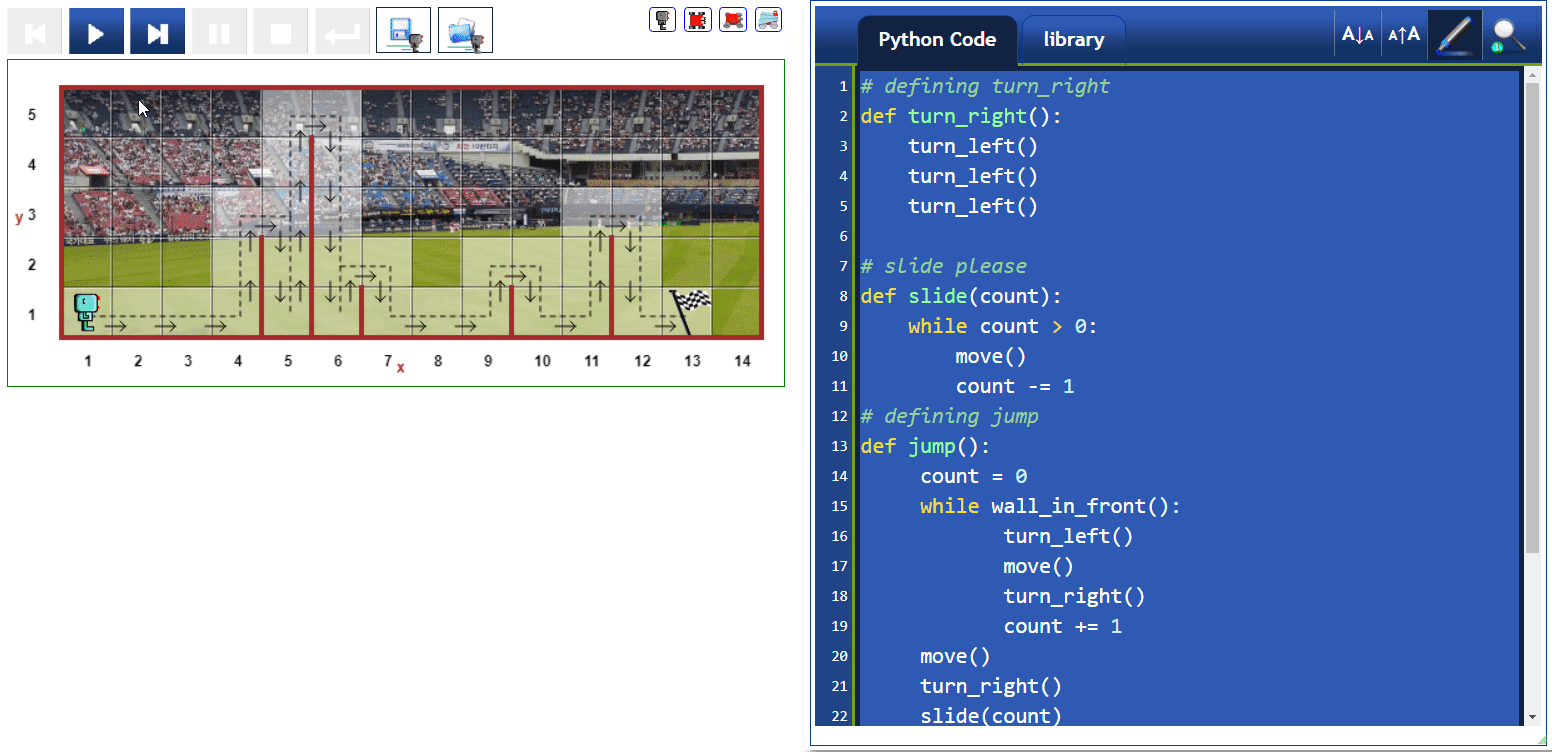 Python Code
library
A↓A
A↑A
5
4
y 3
2
1
1 2 3 4 5 6 7 x 8 9 10 11 12 13 14
1 # defining turn_right
2 def turn_right():
3 turn_left()
4 turn_left()
5 turn_left()
6
7 # slide please
8 def slide(count):
9 while count > 0:
10 move()
11 count -= 1
12 # defining jump
13 def jump():
14 count = 0
15 while wall_in_front():
16 turn_left()
17 move()
18 turn_right()
19 count += 1
20 move()
21 turn_right()
22 slide(count)